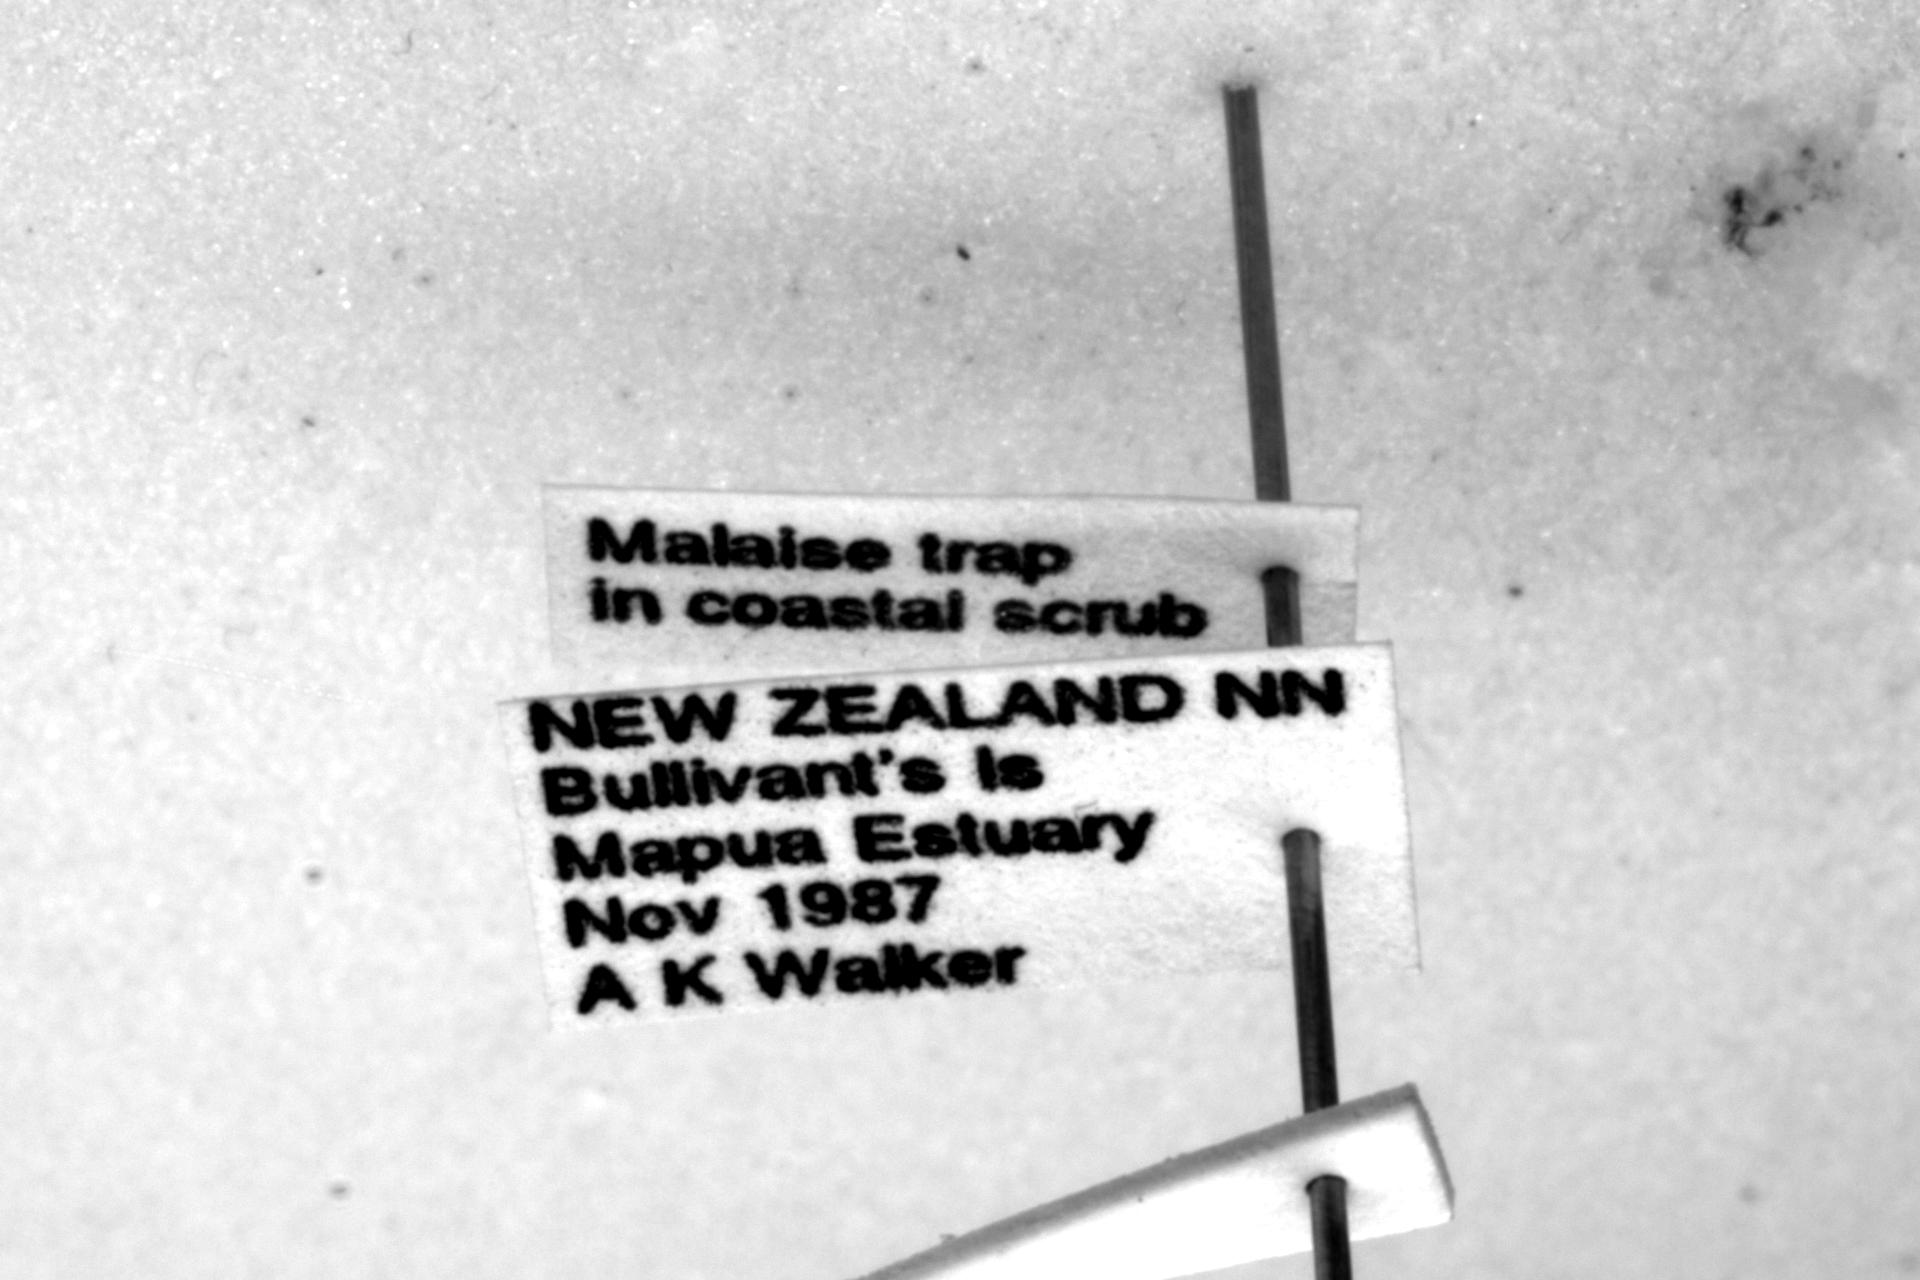 Malaise trap
in coastal scrub
NEW ZEALAND NN
Bullivant's Is
Mapua Estuary
Nov 1987
A K Walker